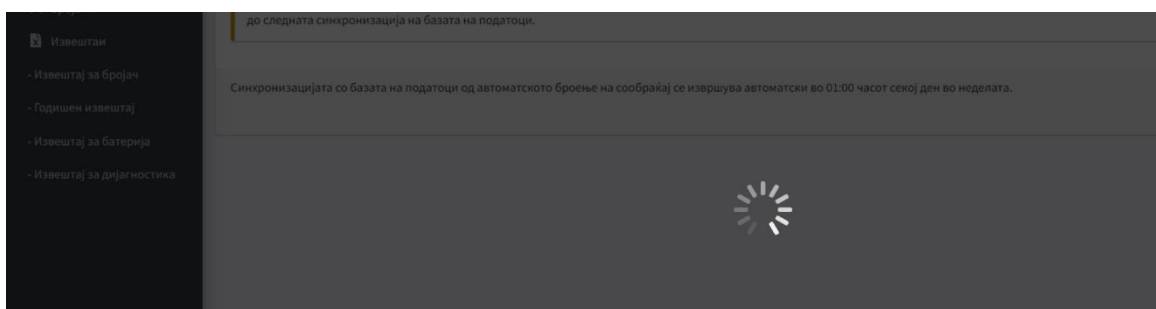 до следната синхронизација на базата на податоци.
Извештаи
- Извештај за бројач
- Годишен извештај
- Извештај за батерија
- Извештај за дијагностика
Синхронизацијата со базата на податоци од автоматското броење на сообраќај се извршува автоматски во 01:00 часот секој ден во неделата.